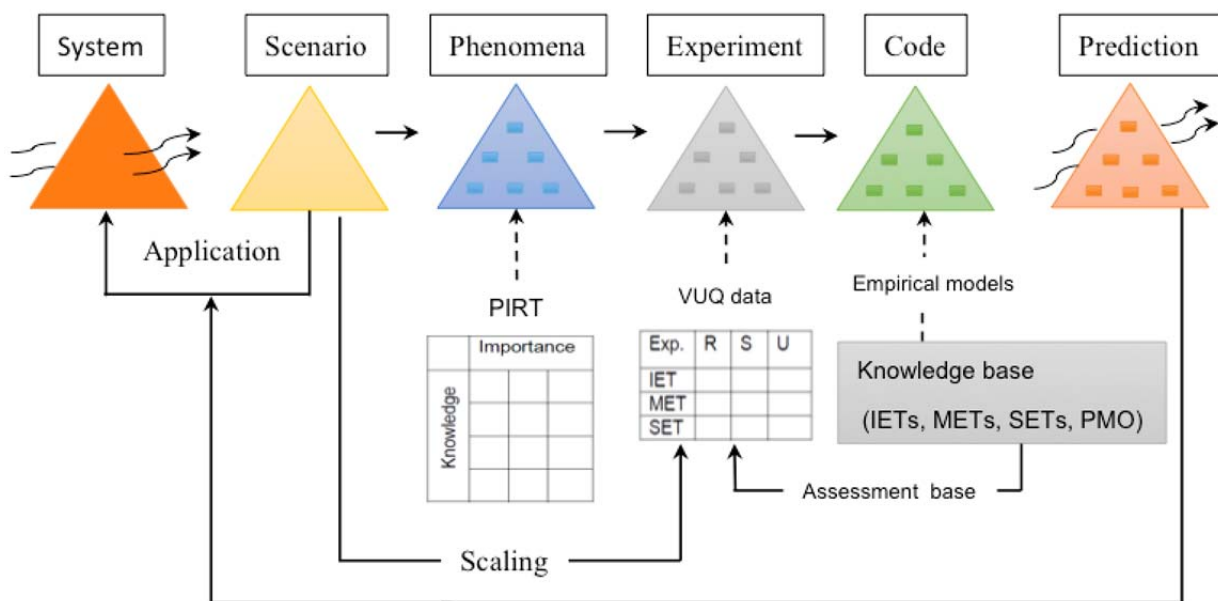 System
Scenario
Phenomena
Experiment
Code
Prediction
Application
PIRT
Importance
Knowledge
VUQ data
Exp. R S U
IET
MET
SET
Empirical models
Knowledge base
(IETs, METs, SETs, PMO)
Assessment base
Scaling